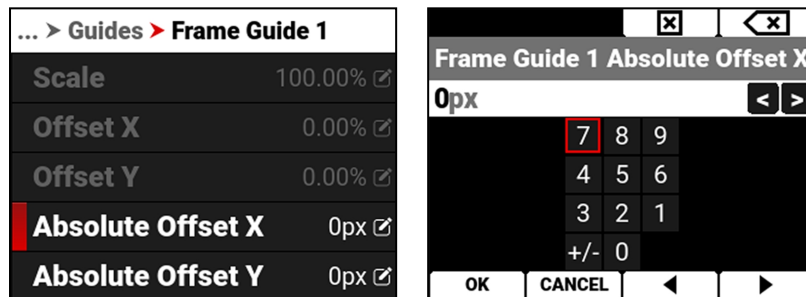 ... > Guides > Frame Guide 1
Scale 100.00%
Offset X 0.00%
Offset Y 0.00%
Absolute Offset X 0px
Absolute Offset Y 0px
Frame Guide 1 Absolute Offset X
0px < >
7 8 9
4 5 6
3 2 1
+/- 0
OK CANCEL ◀ ▶